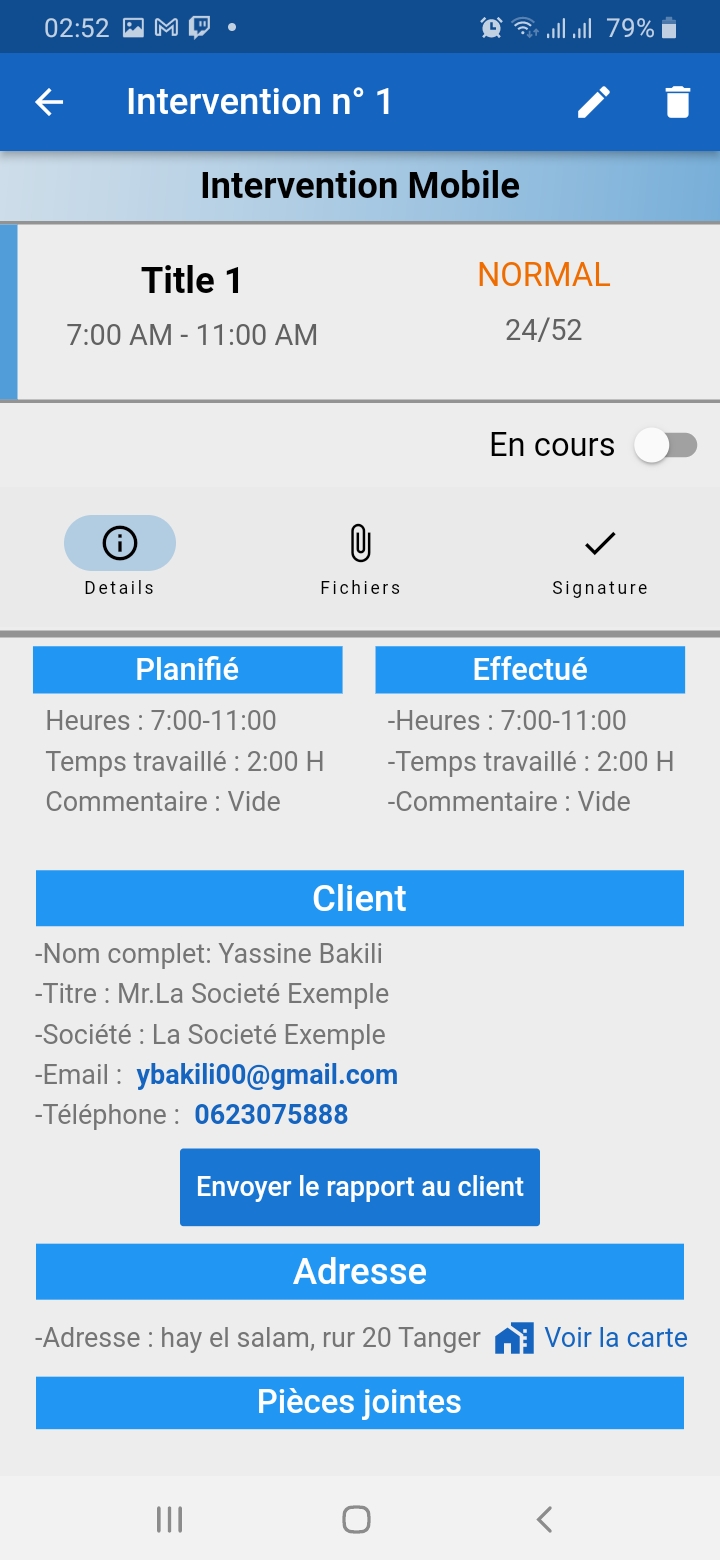 02:52 79%
Intervention n° 1
Intervention Mobile
Title 1 NORMAL
7:00 AM - 11:00 AM 24/52
En cours
Details Fichiers Signature
Planifié Effectué
Heures : 7:00-11:00 -Heures : 7:00-11:00
Temps travaillé : 2:00 H -Temps travaillé : 2:00 H
Commentaire : Vide -Commentaire : Vide
Client
-Nom complet: Yassine Bakili
-Titre : Mr.La Societé Exemple
-Société : La Societé Exemple
-Email : ybakili00@gmail.com
-Téléphone : 0623075888
Envoyer le rapport au client
Adresse
-Adresse : hay el salam, rur 20 Tanger Voir la carte
Pièces jointes